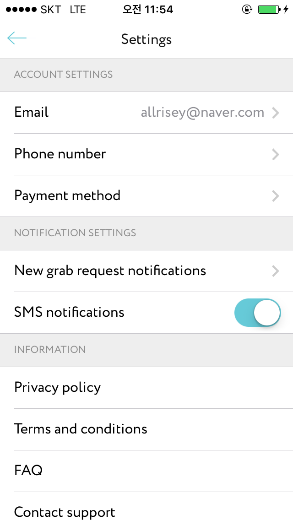 SKT LTE 오전 11:54
Settings
ACCOUNT SETTINGS
Email allrisey@naver.com
Phone number
Payment method
NOTIFICATION SETTINGS
New grab request notifications
SMS notifications
INFORMATION
Privacy policy
Terms and conditions
FAQ
Contact support